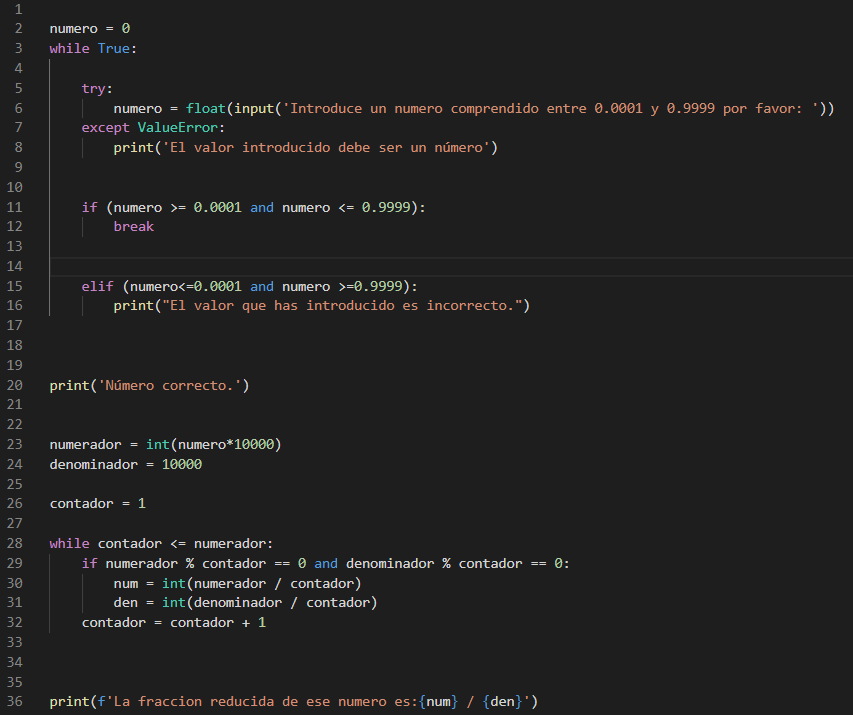 1
2 numero = 0
3 while True:
4
5 try:
6 numero = float(input('Introduce un numero comprendido entre 0.0001 y 0.9999 por favor: '))
7 except ValueError:
8 print('El valor introducido debe ser un número')
9
10
11 if (numero >= 0.0001 and numero <= 0.9999):
12 break
13
14
15 elif (numero<=0.0001 and numero >=0.9999):
16 print("El valor que has introducido es incorrecto.")
17
18
19
20 print('Número correcto.')
21
22
23 numerador = int(numero*10000)
24 denominador = 10000
25
26 contador = 1
27
28 while contador <= numerador:
29 if numerador % contador == 0 and denominador % contador == 0:
30 num = int(numerador / contador)
31 den = int(denominador / contador)
32 contador = contador + 1
33
34
35
36 print(f'La fraccion reducida de ese numero es:{num} / {den}')